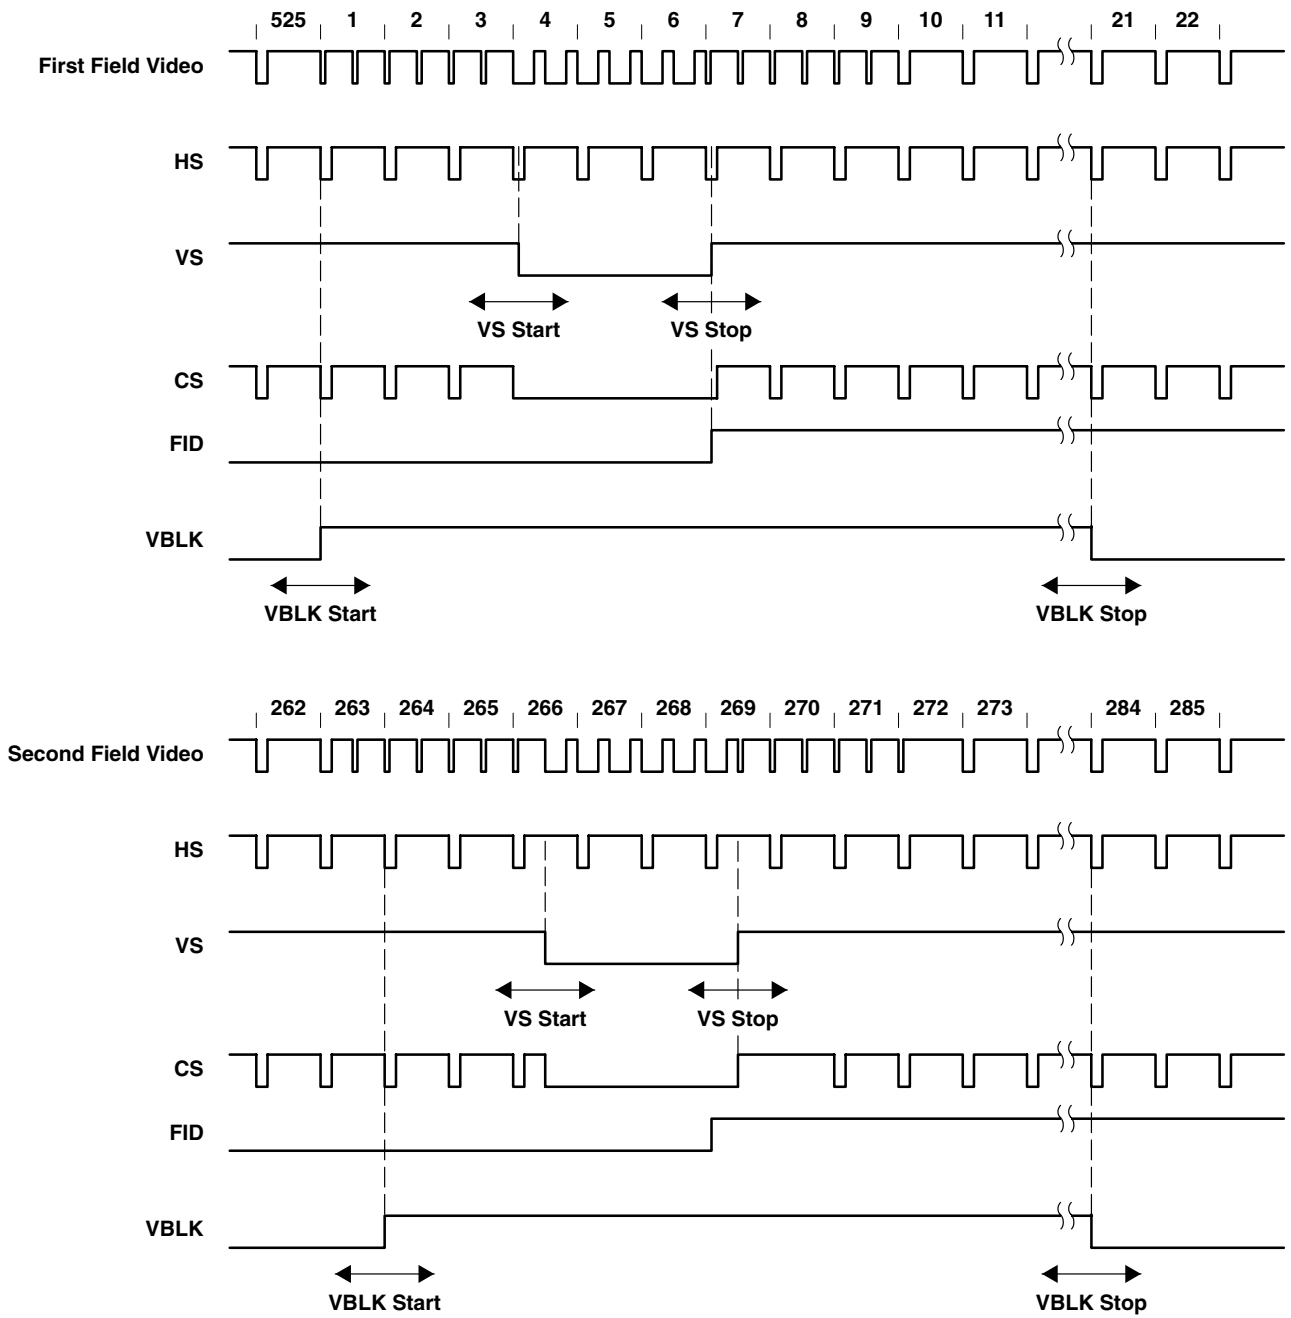 525 1 2 3 4 5 6 7 8 9 10 11 21 22
First Field Video
HS
VS
VS Start VS Stop
CS
FID
VBLK
VBLK Start VBLK Stop
262 263 264 265 266 267 268 269 270 271 272 273 284 285
Second Field Video
HS
VS
VS Start VS Stop
CS
FID
VBLK
VBLK Start VBLK Stop